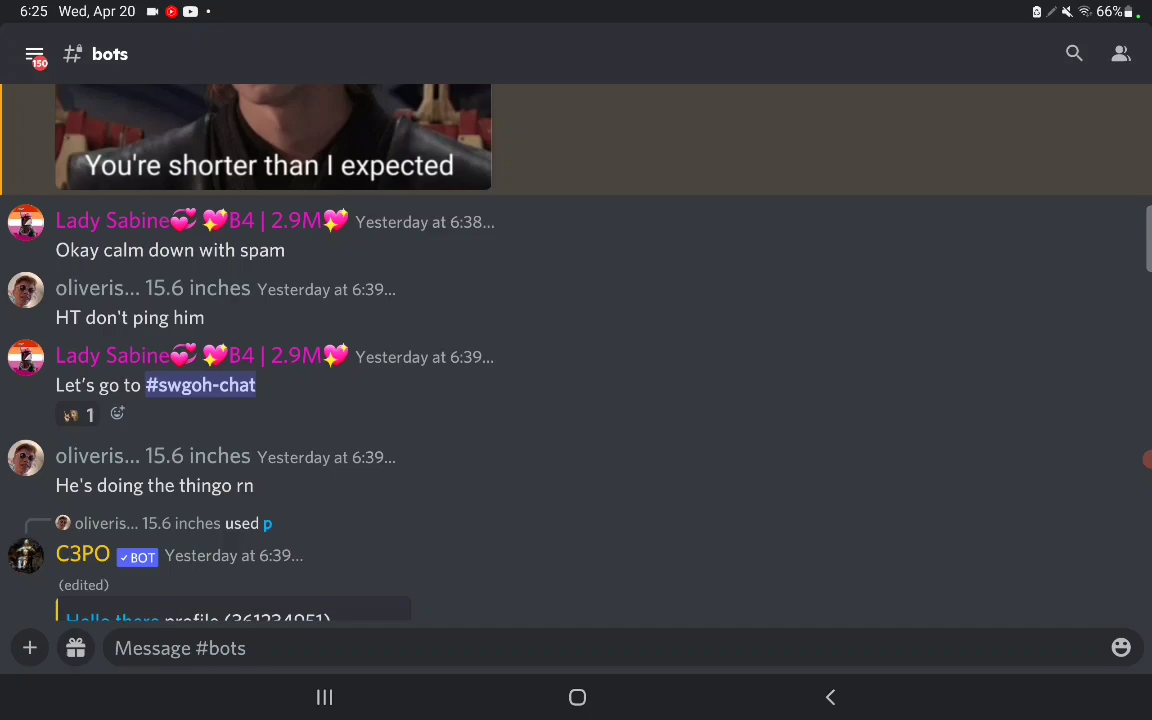 6:25 Wed, Apr 20 66%
150 bots
You're shorter than I expected
Lady Sabine💞 💖B4 | 2.9M💖 Yesterday at 6:38...
Okay calm down with spam
oliveris... 15.6 inches Yesterday at 6:39...
HT don't ping him
Lady Sabine💞 💖B4 | 2.9M💖 Yesterday at 6:39...
Let's go to #swgoh-chat
1
oliveris... 15.6 inches Yesterday at 6:39...
He's doing the thingo rn
oliveris... 15.6 inches used p
C3PO ✓BOT Yesterday at 6:39...
(edited)
Hello there profile (361234951)
Message #bots